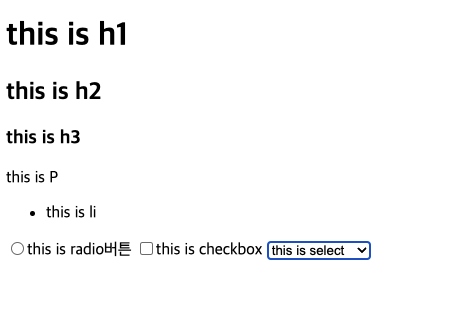 this is h1
this is h2
this is h3
this is P
this is li
this is radio버튼 this is checkbox this is select